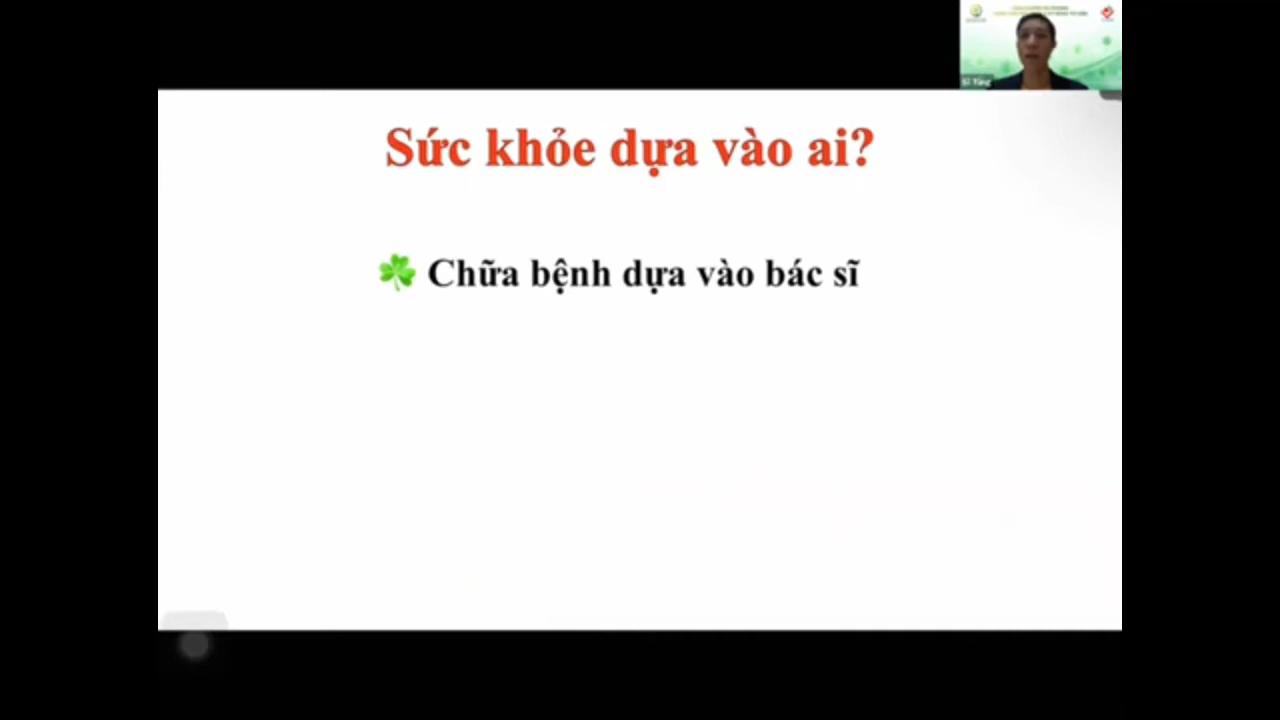 Sức khỏe dựa vào ai?
Chữa bệnh dựa vào bác sĩ